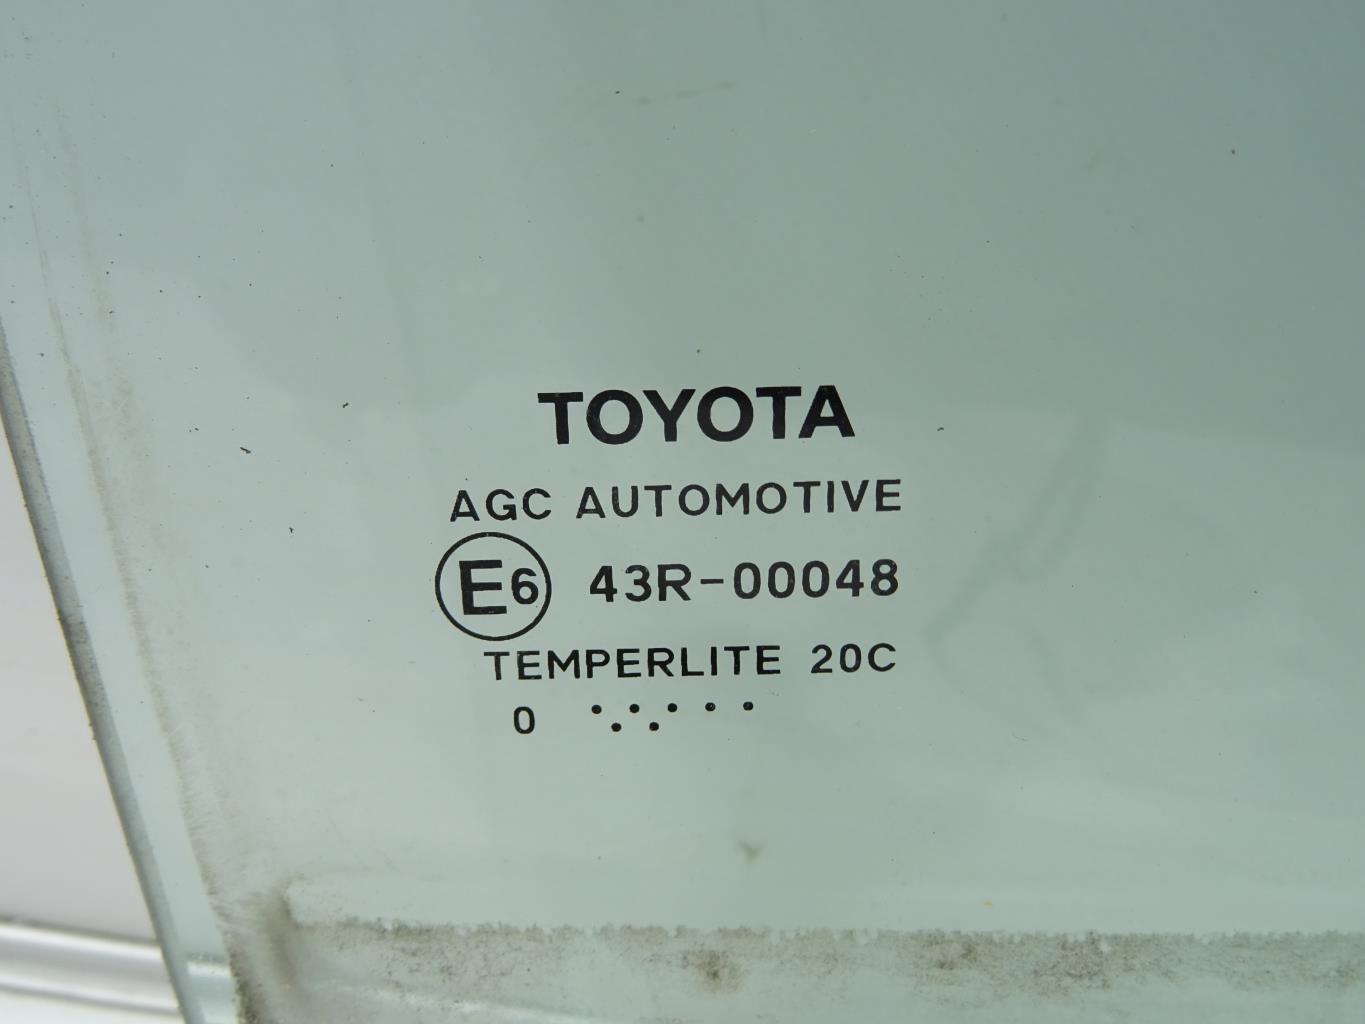 TOYOTA
AGC AUTOMOTIVE
E6 43R-00048
TEMPERLITE 20C
0